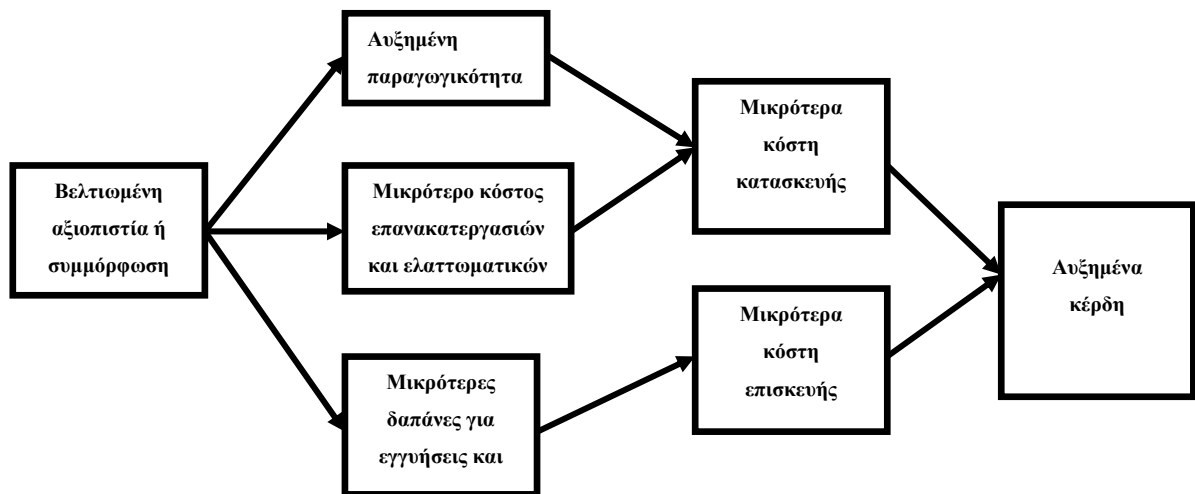 Βελτιωμένη
αξιοπιστία ή
συμμόρφωση
Αυξημένη
παραγωγικότητα
Μικρότερο κόστος
επανακατεργασιών
και ελαττωματικών
Μικρότερες
δαπάνες για
εγγυήσεις και
Μικρότερα
κόστη
κατασκευής
Μικρότερα
κόστη
επισκευής
Αυξημένα
κέρδη